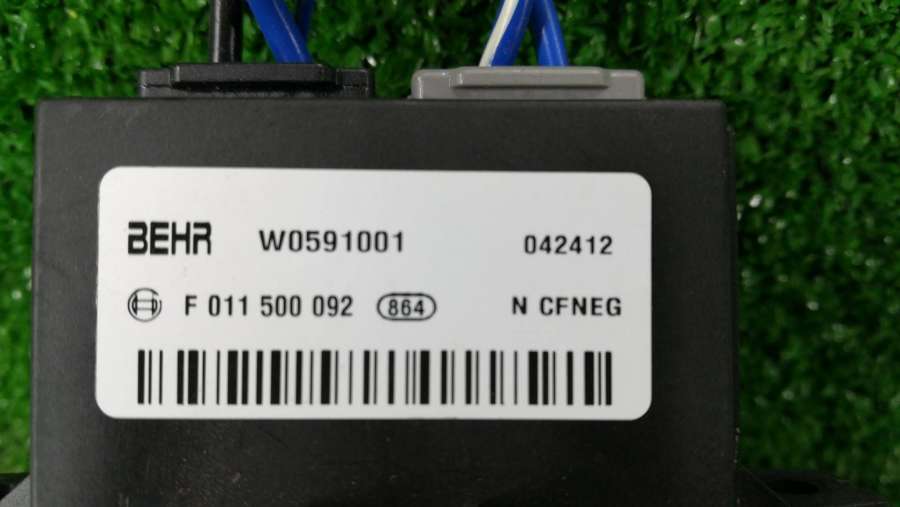 BEHR W0591001 042412
F 011 500 092 864 N CFNEG